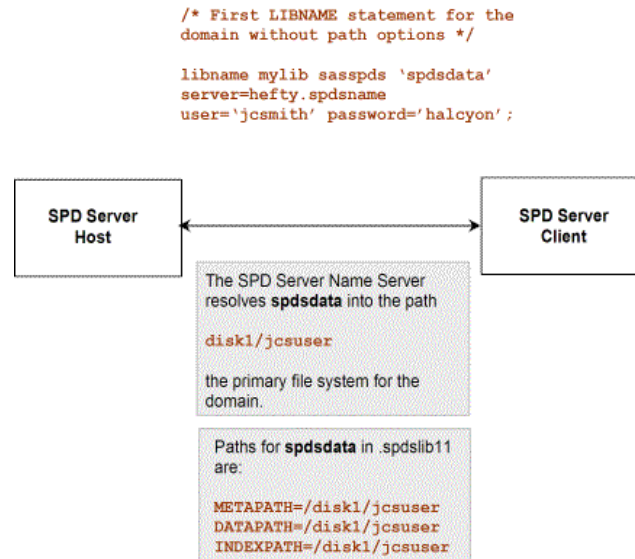 /* First LIBNAME statement for the
domain without path options */
libname mylib sasspds ‘spdsdata’
server=hefty.spdsname
user=‘jcsmith’ password=’halcyon’;
SPD Server
Host
SPD Server
Client
The SPD Server Name Server
resolves spdsdata into the path
disk1/jcsuser
the primary file system for the
domain.
Paths for spdsdata in .spdslib11
are:
METAPATH=/disk1/jcsuser
DATAPATH=/disk1/jcsuser
INDEXPATH=/disk1/jcsuser